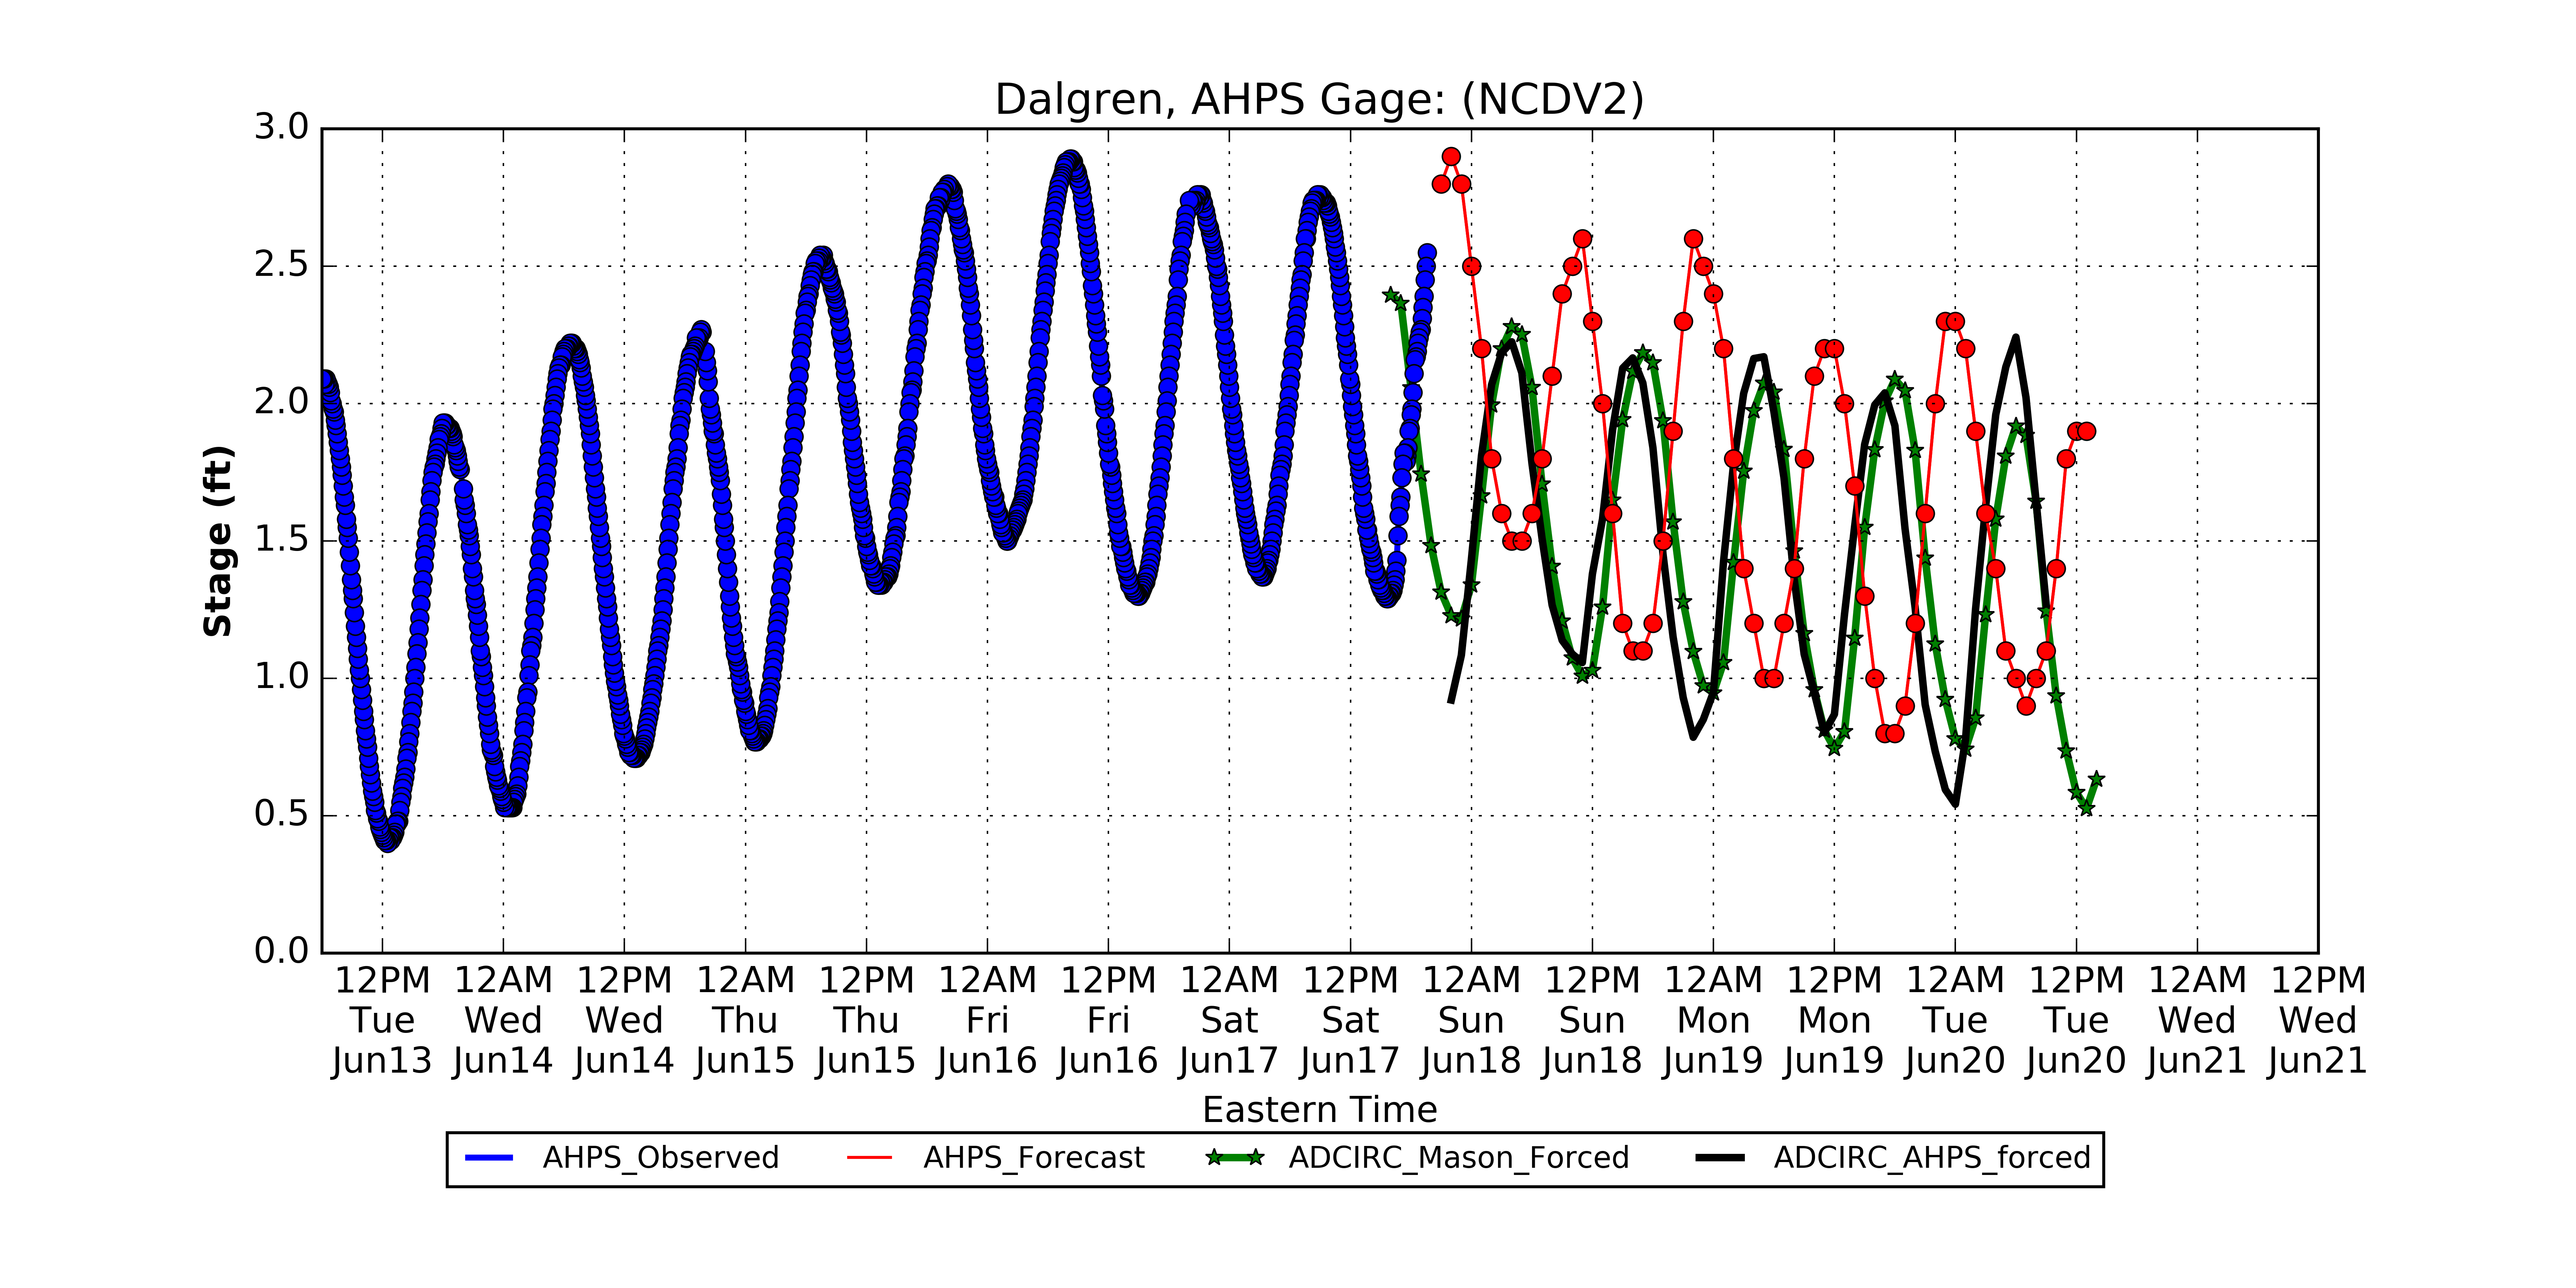 Dalgren, AHPS Gage: (NCDV2)
3.0
2.5
2.0
1.5
1.0
0.5
0.0
Stage (ft)
12PM 12AM 12PM 12AM 12PM 12AM 12PM 12AM 12PM 12AM 12PM 12AM 12PM 12AM 12PM 12AM 12PM
Tue Wed Wed Thu Thu Fri Fri Sat Sat Sun Sun Mon Mon Tue Tue Wed Wed
Jun13 Jun14 Jun14 Jun15 Jun15 Jun16 Jun16 Jun17 Jun17 Jun18 Jun18 Jun19 Jun19 Jun20 Jun20 Jun21 Jun21
Eastern Time
AHPS_Observed AHPS_Forecast ADCIRC_Mason_Forced ADCIRC_AHPS_forced